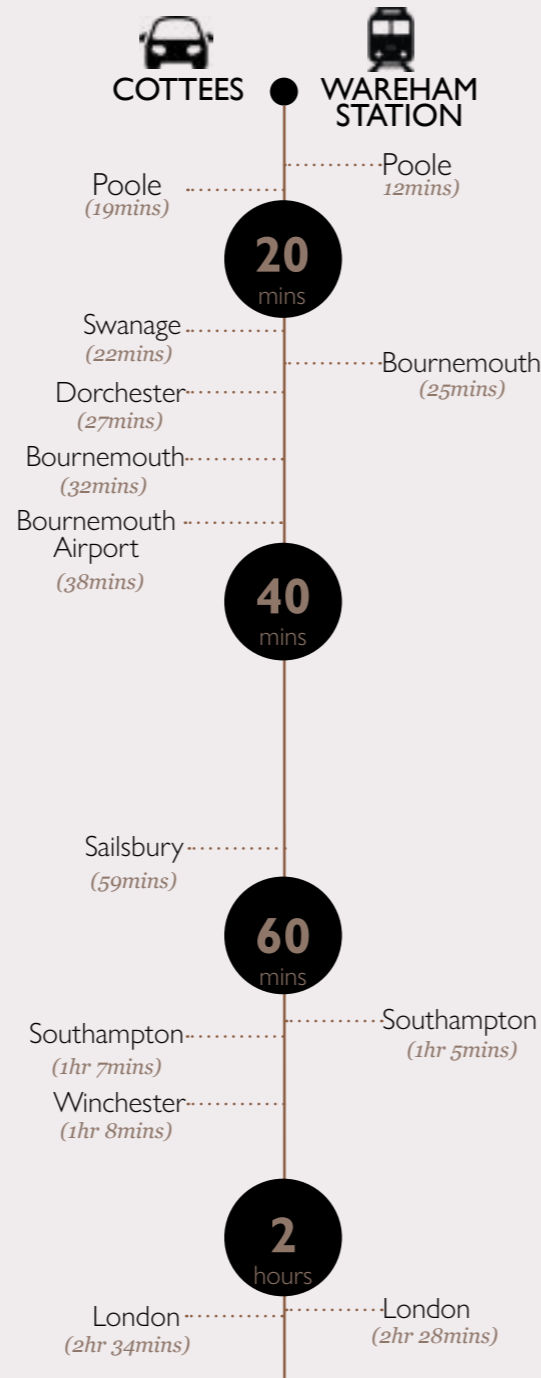 COTTEES
WAREHAM
STATION
Poole
12mins)
Poole
(19mins)
20
mins
Swanage
(22mins)
Bournemouth
(25mins)
Dorchester
(27mins)
Bournemouth
(32mins)
Bournemouth
Airport
(38mins)
40
mins
Sailsbury
(59mins)
60
mins
Southampton
(1hr 5mins)
Southampton
(1hr 7mins)
Winchester
(1hr 8mins)
2
hours
London
(2hr 34mins)
London
(2hr 28mins)